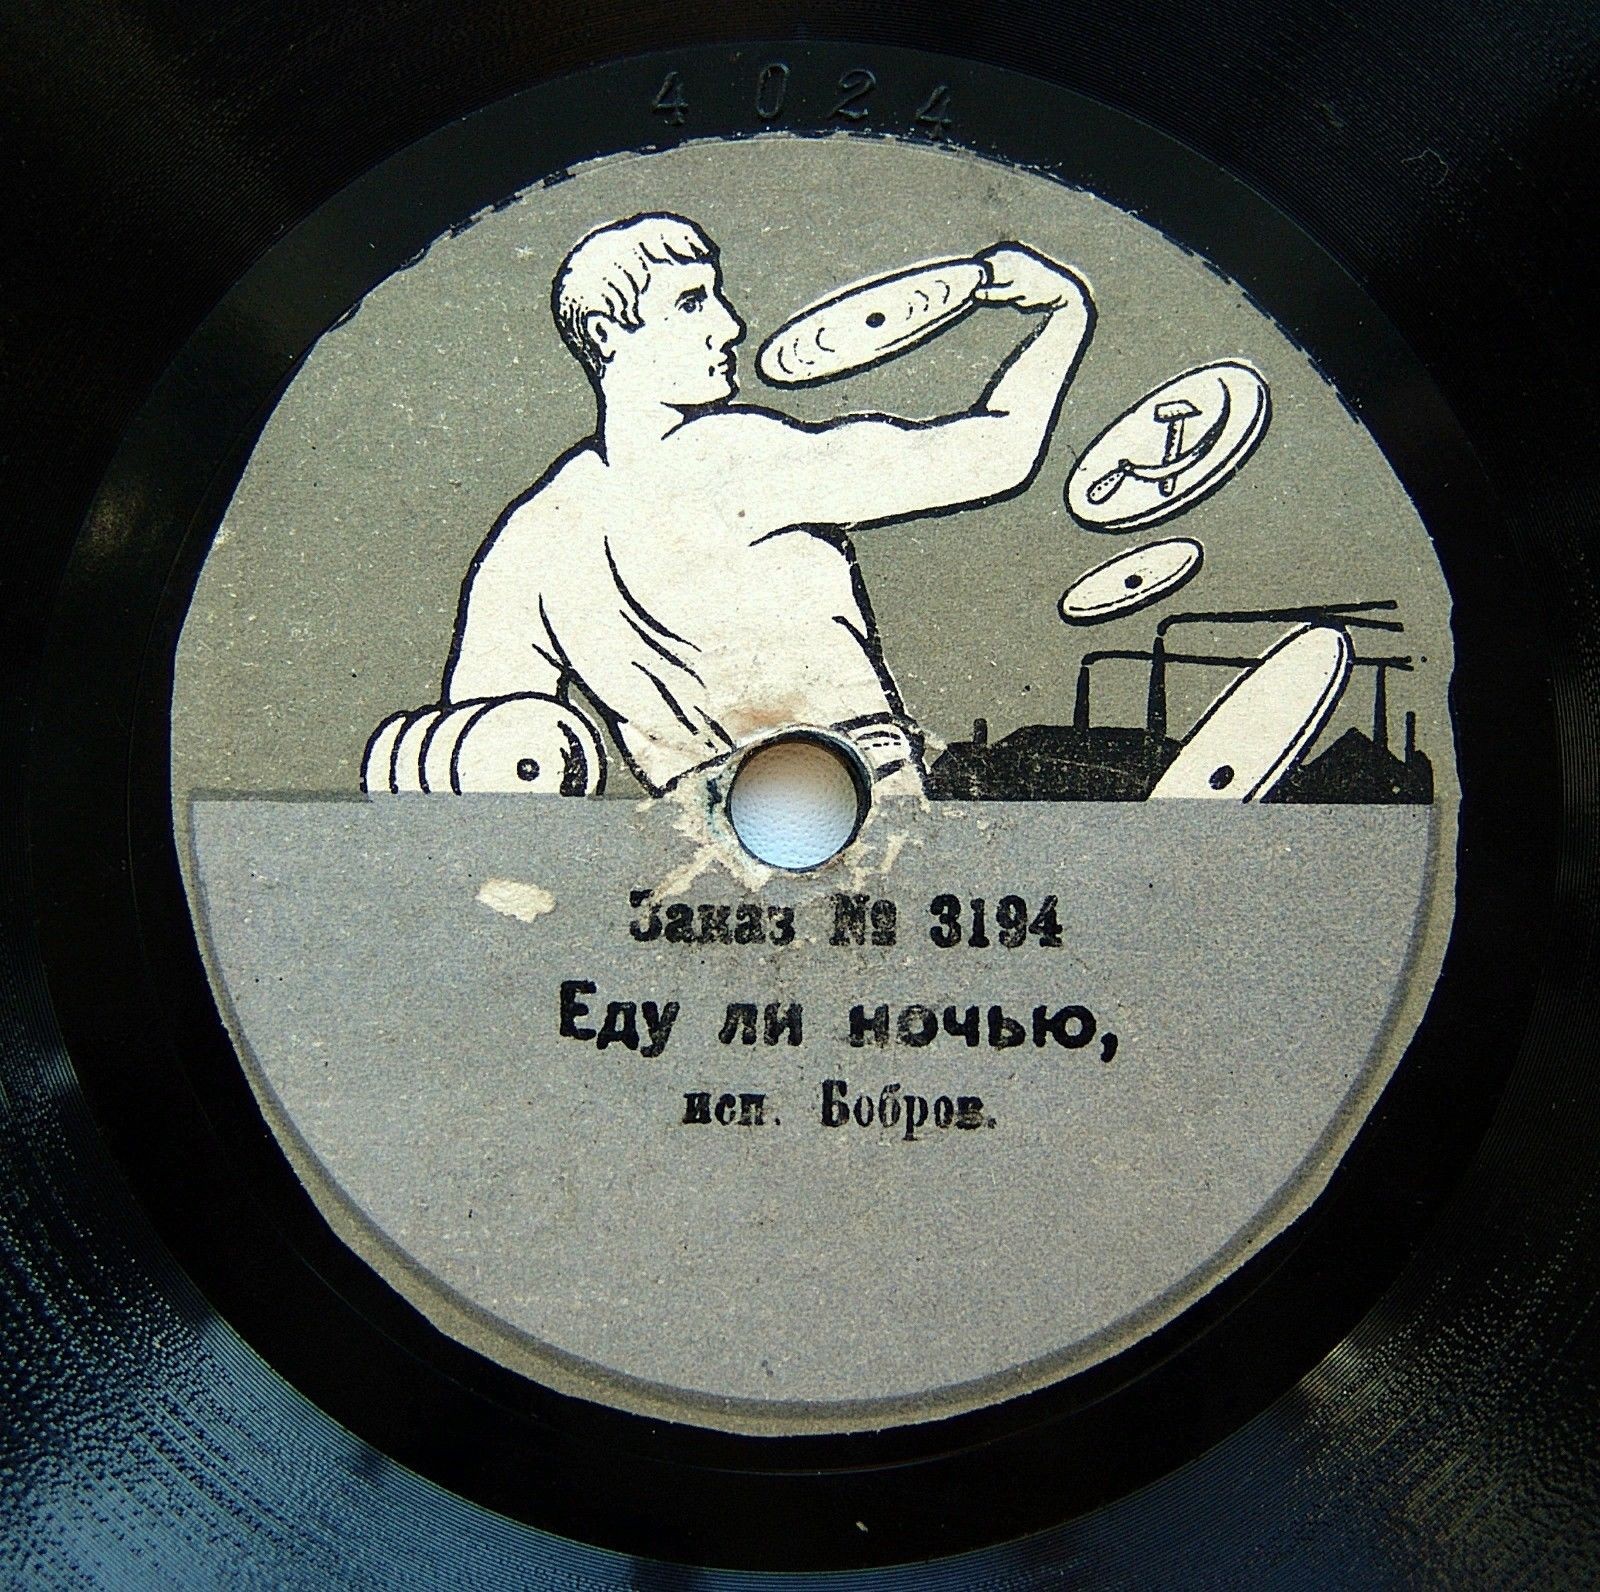 4024
Заказ № 3194
Еду ли ночью,
исп. Бобров.